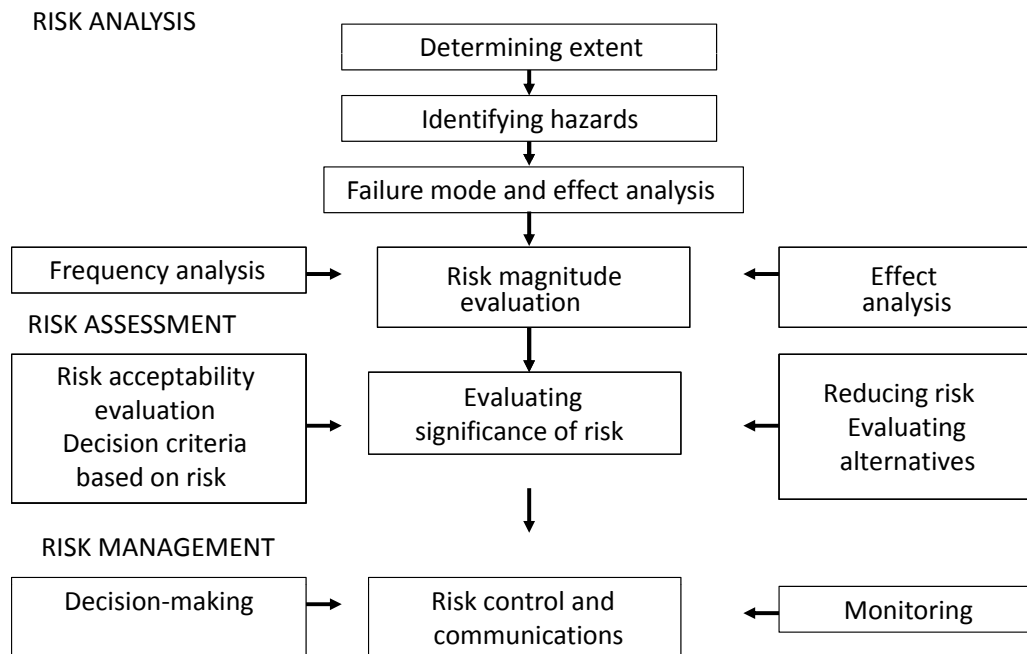 RISK ANALYSIS
Determining extent
Identifying hazards
Failure mode and effect analysis
Frequency analysis
Risk magnitude
evaluation
Effect
analysis
RISK ASSESSMENT
Risk acceptability
evaluation
Decision criteria
based on risk
Evaluating
significance of risk
Reducing risk
Evaluating
alternatives
RISK MANAGEMENT
Decision-making
Risk control and
communications
Monitoring